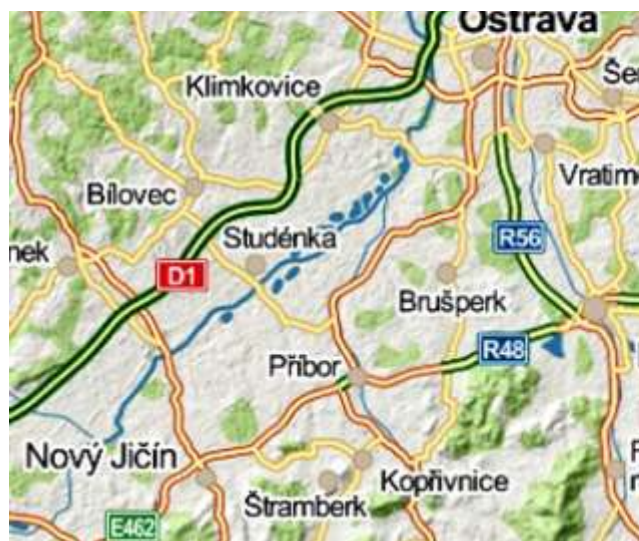 Ostrava
Klimkovice
Bílovec
Vratim
Studénka
R56
nek
D1
Brušperk
R48
Příbor
Nový Jičín
Kopřivnice
Štramberk
E462